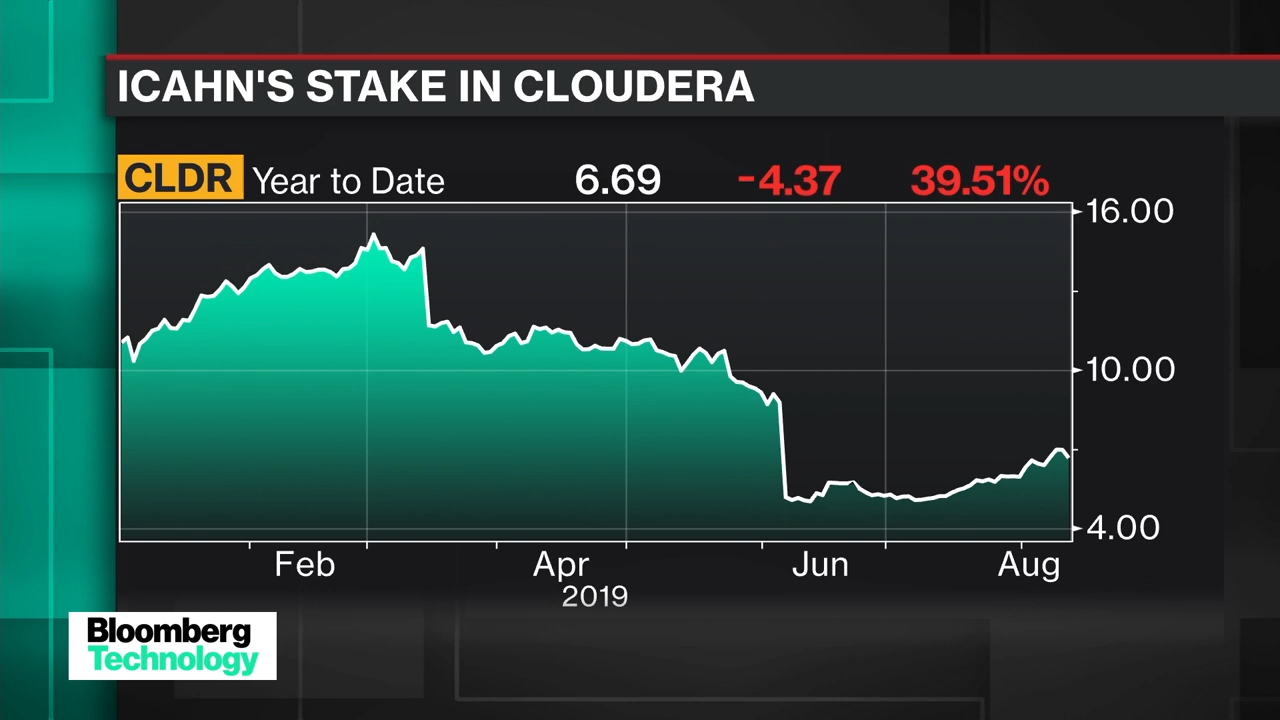 ICAHN'S STAKE IN CLOUDERA
CLDR Year to Date 6.69 -4.37 39.51%
16.00
10.00
4.00
Feb Apr Jun Aug
2019
Bloomberg
Technology